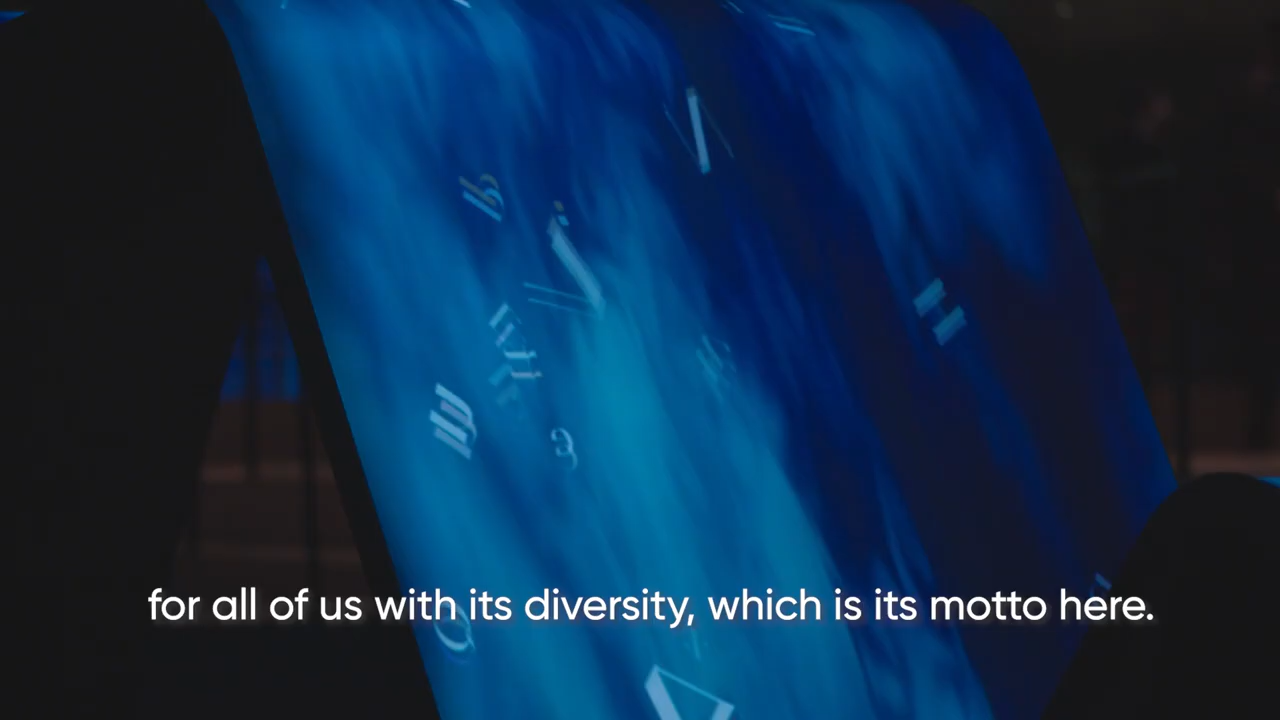 for all of us with its diversity, which is its motto here.